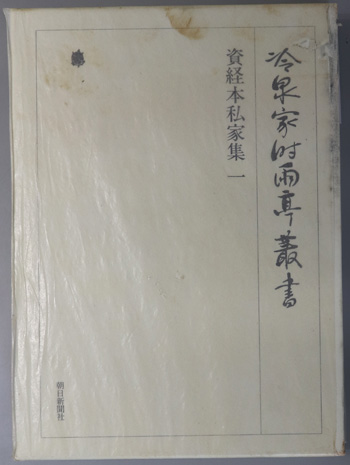 冷泉家時雨亭叢書
資経本私家集 一
朝日新聞社